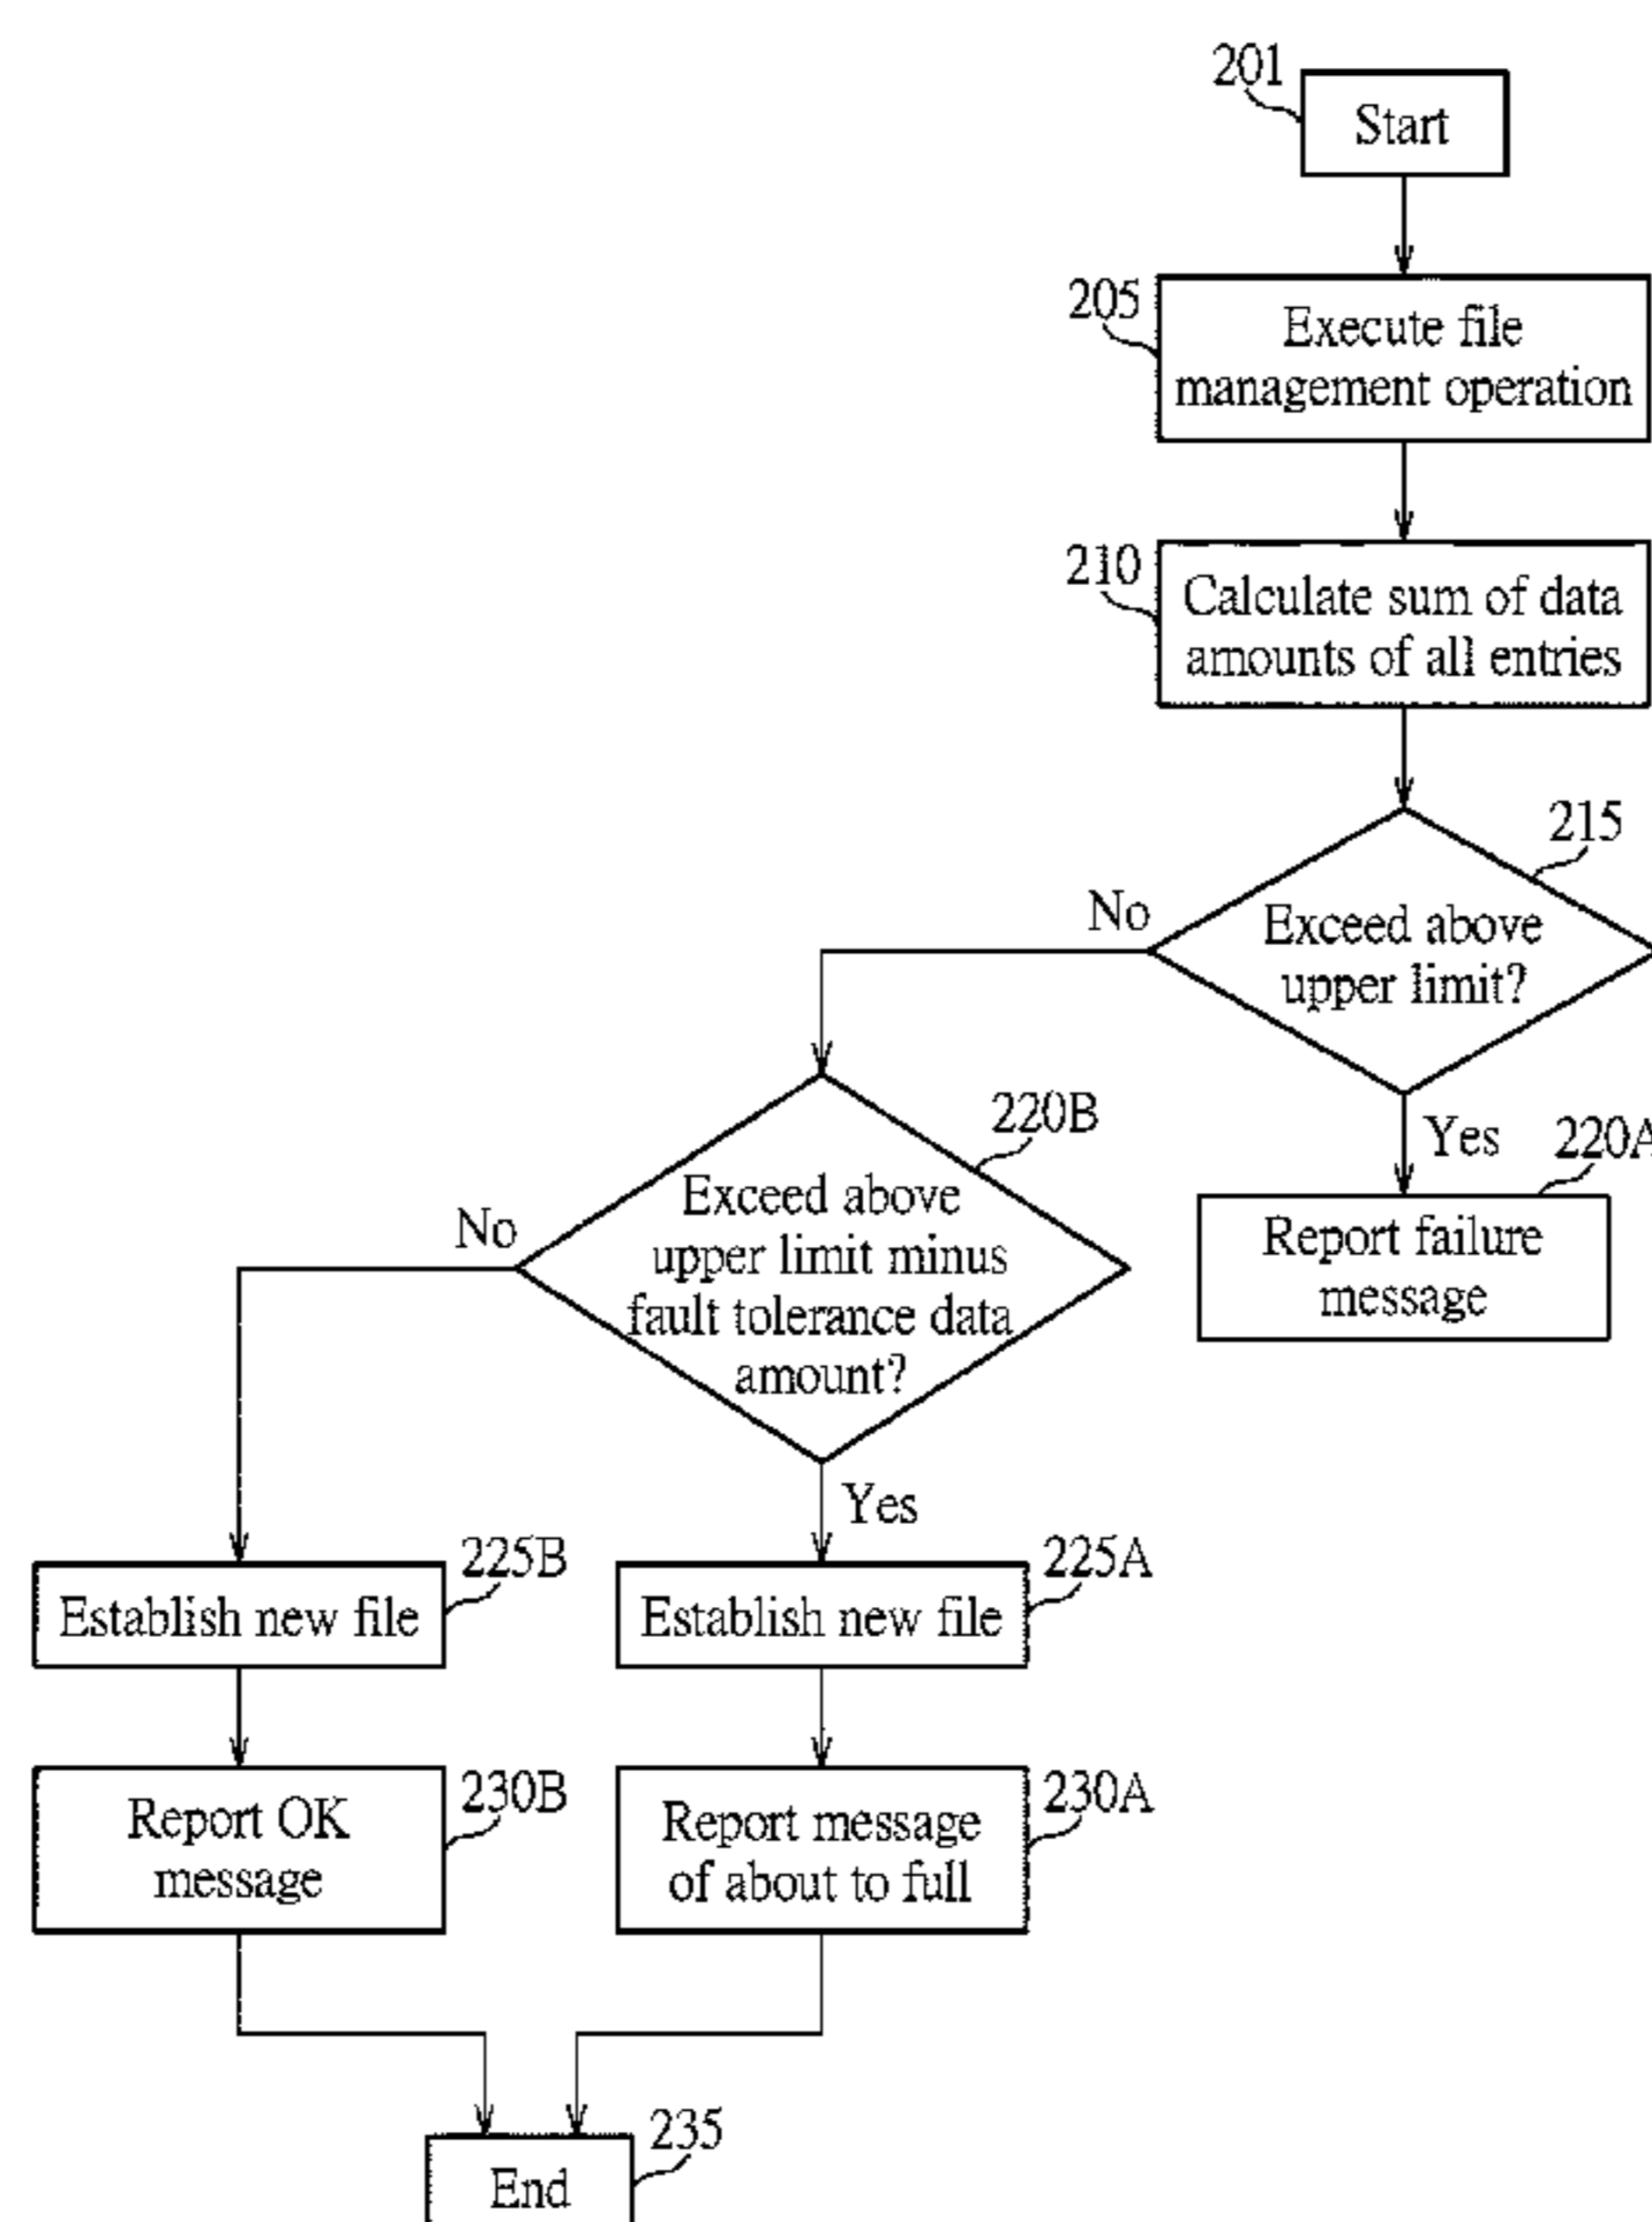 201
Start
205
Execute file
management operation
210
Calculate sum of data
amounts of all entries
215
Exceed above
upper limit?
No
Yes
220A
Report failure
message
220B
Exceed above
upper limit minus
fault tolerance data
amount?
No
Yes
225B
Establish new file
225A
Establish new file
230B
Report OK
message
230A
Report message
of about to full
235
End